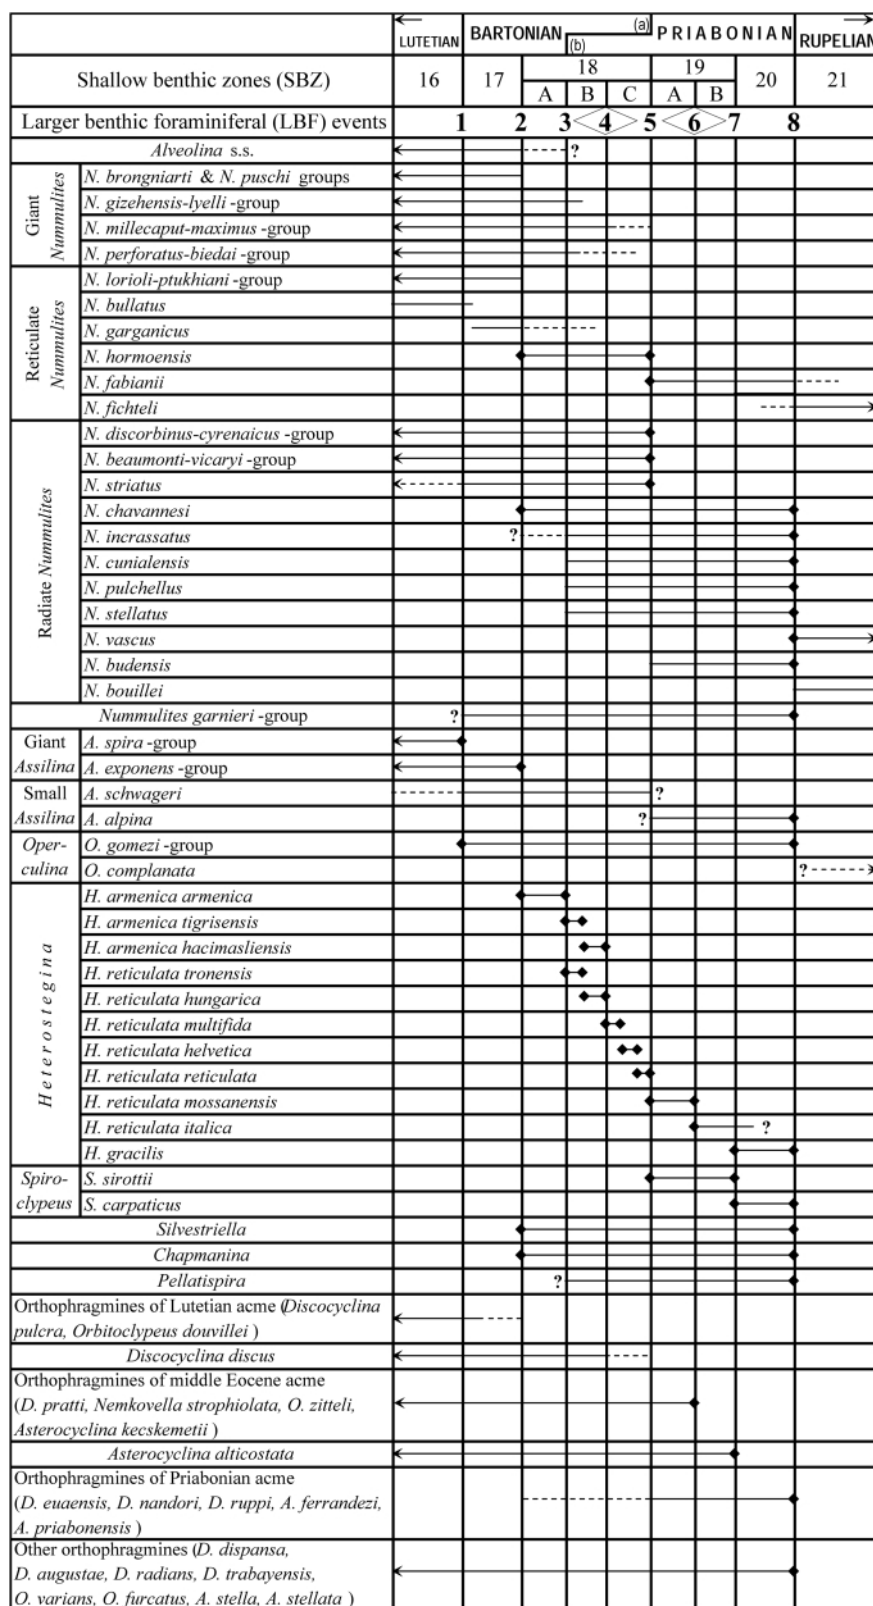 LUTETIAN BARTONIAN (a) (b) PRIABONIAN RUPELIAN
Shallow benthic zones (SBZ) 16 17 18 19 20 21
A B C A B
Larger benthic foraminiferal (LBF) events 1 2 3 4 5 6 7 8
Alveolina s.s. ?
Giant Nummulites
N. brongniarti & N. puschi groups
N. gizehensis-lyelli -group
N. millecaput-maximus -group
N. perforatus-biedai -group
Reticulate Nummulites
N. lorioli-ptukhiani -group
N. bullatus
N. garganicus
N. hormoensis
N. fabianii
N. fichteli
Radiate Nummulites
N. discorbinus-cyrenaicus -group
N. beaumonti-vicaryi -group
N. striatus
N. chavannesi
N. incrassatus ?
N. cunialensis
N. pulchellus
N. stellatus
N. vascus
N. budensis
N. bouillei
Nummulites garnieri -group ?
Giant
Assilina
A. spira -group
A. exponens -group
Small
Assilina
A. schwageri ?
A. alpina ?
Oper-
culina
O. gomezi -group
O. complanata ?
Heterostegina
H. armenica armenica
H. armenica tigrisensis
H. armenica hacimasliensis
H. reticulata tronensis
H. reticulata hungarica
H. reticulata multifida
H. reticulata helvetica
H. reticulata reticulata
H. reticulata mossanensis
H. reticulata italica ?
H. gracilis
Spiro-
clypeus
S. sirottii
S. carpaticus
Silvestriella
Chapmanina
Pellatispira ?
Orthophragmines of Lutetian acme (Discocyclina
pulcra, Orbitoclypeus douvillei )
Discocyclina discus
Orthophragmines of middle Eocene acme
(D. pratti, Nemkovella strophiolata, O. zitteli,
Asterocyclina kecskemetii )
Asterocyclina alticostata
Orthophragmines of Priabonian acme
(D. euaensis, D. nandori, D. ruppi, A. ferrandezi,
A. priabonensis )
Other orthophragmines (D. dispansa,
D. augustae, D. radians, D. trabayensis,
O. varians, O. furcatus, A. stella, A. stellata )